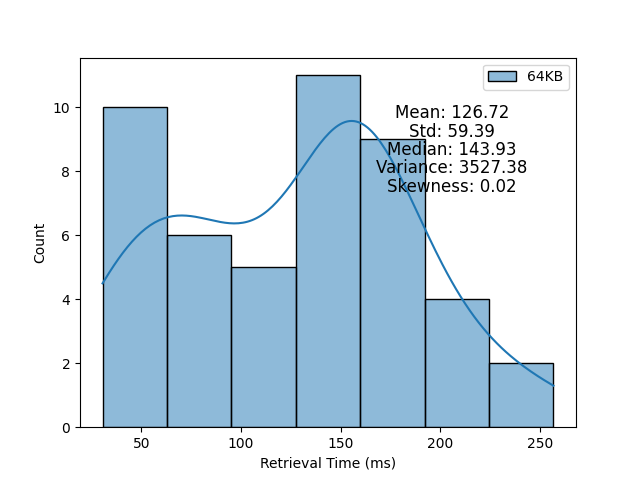 64KB
Mean: 126.72
Std: 59.39
Median: 143.93
Variance: 3527.38
Skewness: 0.02
Count
10
8
6
4
2
0
50 100 150 200 250
Retrieval Time (ms)